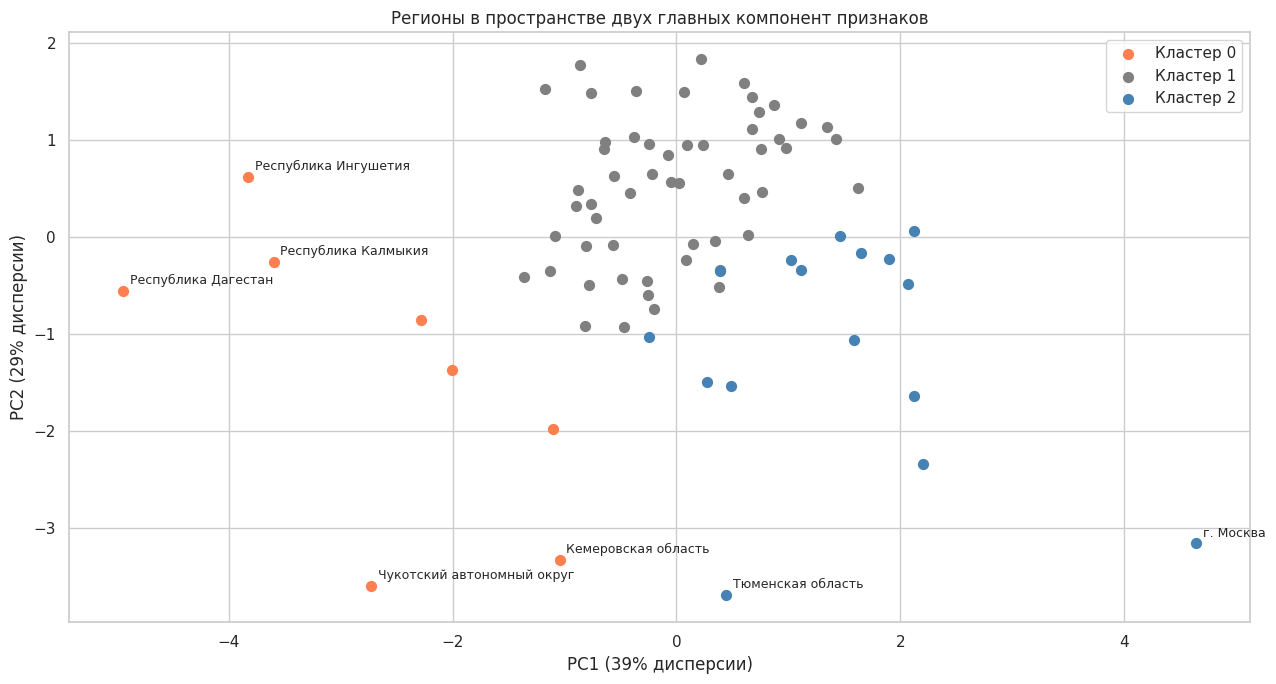 Регионы в пространстве двух главных компонент признаков
Кластер 0
Кластер 1
Кластер 2
2
1
0
−1
−2
−3
PC2 (29% дисперсии)
Республика Ингушетия
Республика Калмыкия
Республика Дагестан
г. Москва
Кемеровская область
Чукотский автономный округ
Тюменская область
−4
−2
0
2
4
PC1 (39% дисперсии)